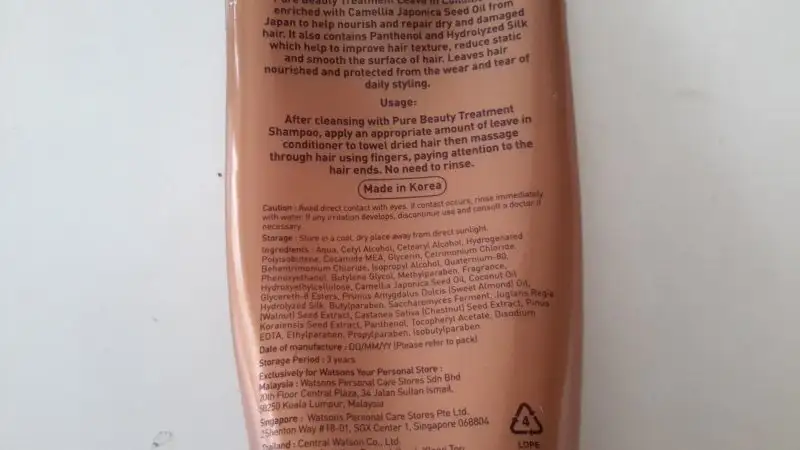 Pure Beauty Treatment Leave in
enriched with Camellia Japonica Seed Oil from
Japan to help nourish and repair dry and damaged
hair. It also contains Panthenol and Hydrolyzed Silk
which help to improve hair texture, reduce static
and smooth the surface of hair. Leaves hair
nourished and protected from the wear and tear of
daily styling.
Usage:
After cleansing with Pure Beauty Treatment
Shampoo, apply an appropriate amount of leave in
conditioner to towel dried hair then massage
through hair using fingers, paying attention to the
hair ends. No need to rinse.
Made in Korea
Caution : Avoid direct contact with eyes. If contact occurs, rinse immediately
with water. If any irritation develops, discontinue use and consult a doctor if
necessary.
Storage : Store in a cool, dry place away from direct sunlight.
Ingredients : Aqua, Cetyl Alcohol, Cetearyl Alcohol, Hydrogenated
Polyisobutene, Cocamide MEA, Glycerin, Cetrimonium Chloride,
Behentrimonium Chloride, Isopropyl Alcohol, Quaternium-80,
Phenoxyethanol, Butylene Glycol, Methylparaben, Fragrance,
Hydroxyethylcellulose, Camellia Japonica Seed Oil, Coconut Oil
Glycereth-8 Esters, Prunus Amygdalus Dulcis (Sweet Almond) Oil,
Hydrolyzed Silk, Butylparaben, Saccharomyces Ferment, Juglans Regia
(Walnut) Seed Extract, Castanea Sativa (Chestnut) Seed Extract, Pinus
Koraiensis Seed Extract, Panthenol, Tocopheryl Acetate, Disodium
EDTA, Ethylparaben, Propylparaben, Isobutylparaben
Date of manufacture : DD/MM/YY (Please refer to pack)
Storage Period : 3 years
Exclusively for Watsons Your Personal Store :
Malaysia : Watsons Personal Care Stores Sdn Bhd
20th Floor Central Plaza, 34 Jalan Sultan Ismail,
50250 Kuala Lumpur, Malaysia
Singapore : Watsons Personal Care Stores Pte Ltd.
2Shenton Way #18-01, SGX Center 1, Singapore 068804
Thailand : Central Watson Co., Ltd.
4
LDPE